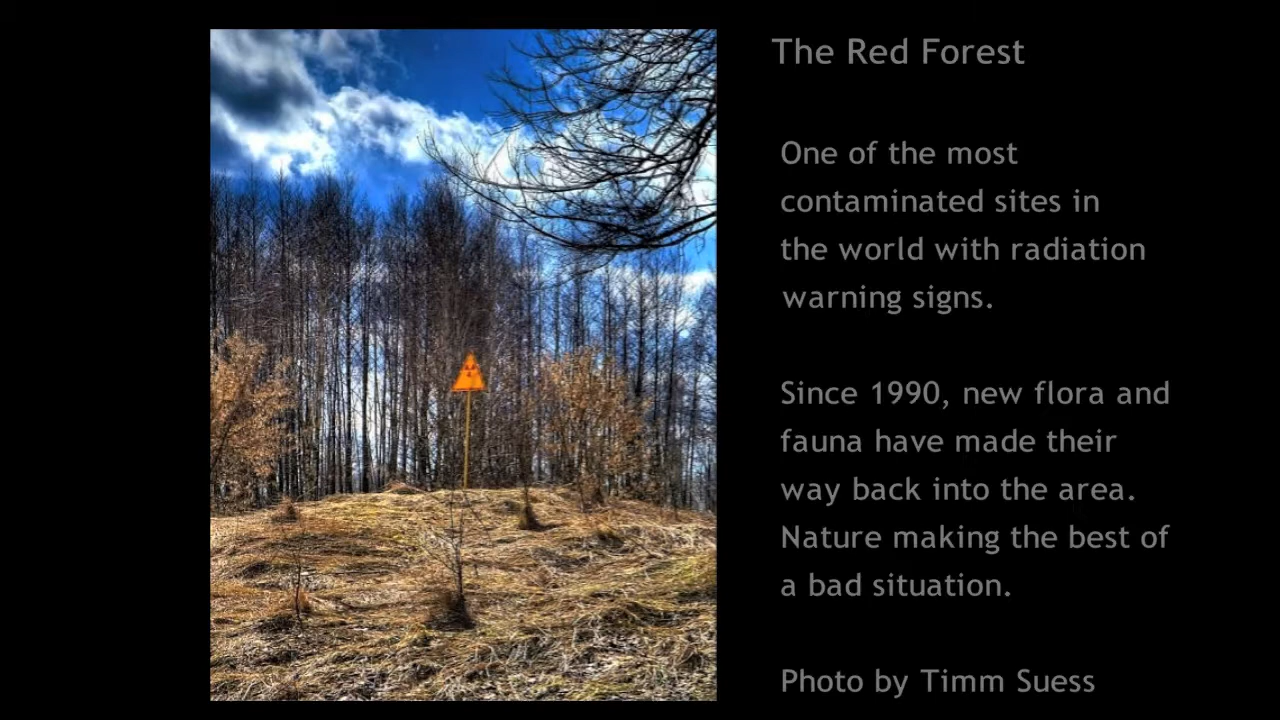 The Red Forest
One of the most
contaminated sites in
the world with radiation
warning signs.
Since 1990, new flora and
fauna have made their
way back into the area.
Nature making the best of
a bad situation.
Photo by Timm Suess